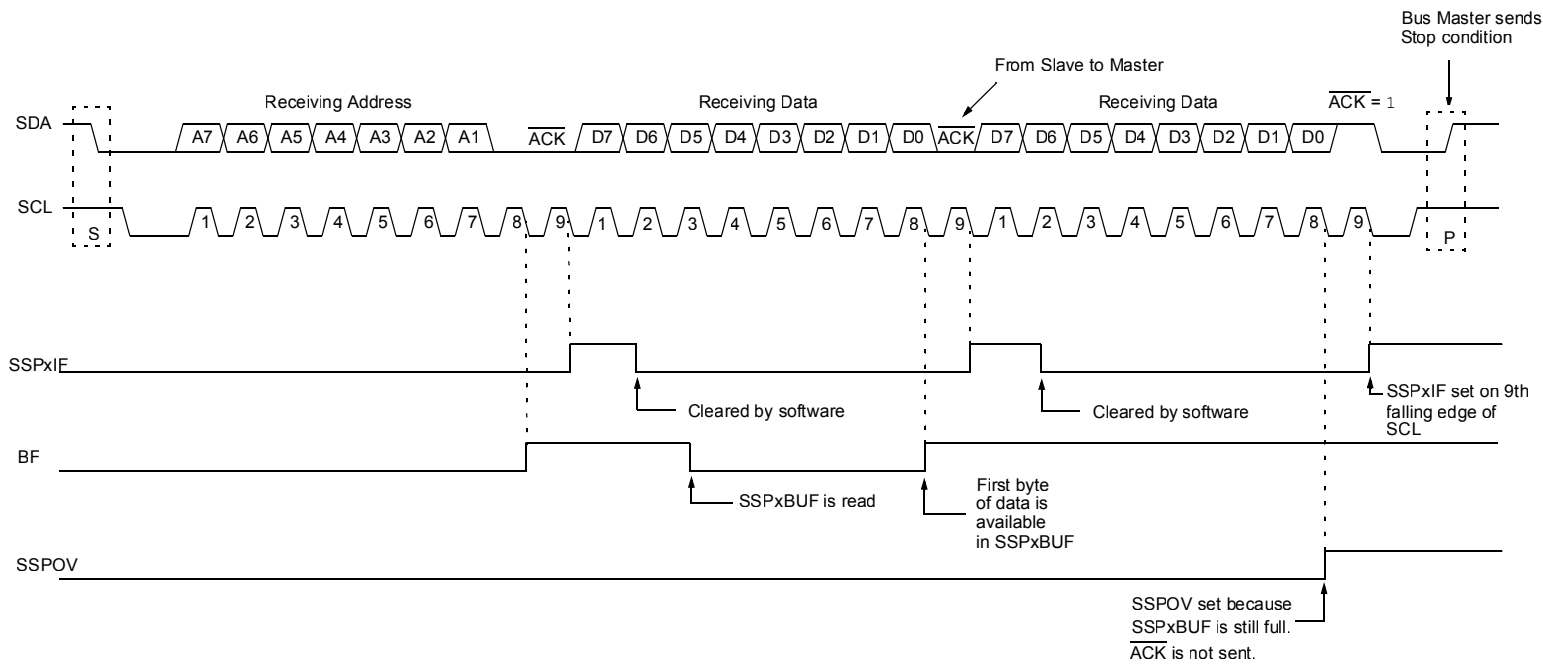 Bus Master sends
Stop condition
From Slave to Master
Receiving Address
Receiving Data
Receiving Data
ACK = 1
SDA
A7 A6 A5 A4 A3 A2 A1 ACK D7 D6 D5 D4 D3 D2 D1 D0 ACK D7 D6 D5 D4 D3 D2 D1 D0
SCL
S
1 2 3 4 5 6 7 8 9 1 2 3 4 5 6 7 8 9 1 2 3 4 5 6 7 8 9
P
SSPxIF
Cleared by software
Cleared by software
SSPxIF set on 9th
falling edge of
SCL
BF
SSPxBUF is read
First byte
of data is
available
in SSPxBUF
SSPOV
SSPOV set because
SSPxBUF is still full.
ACK is not sent.